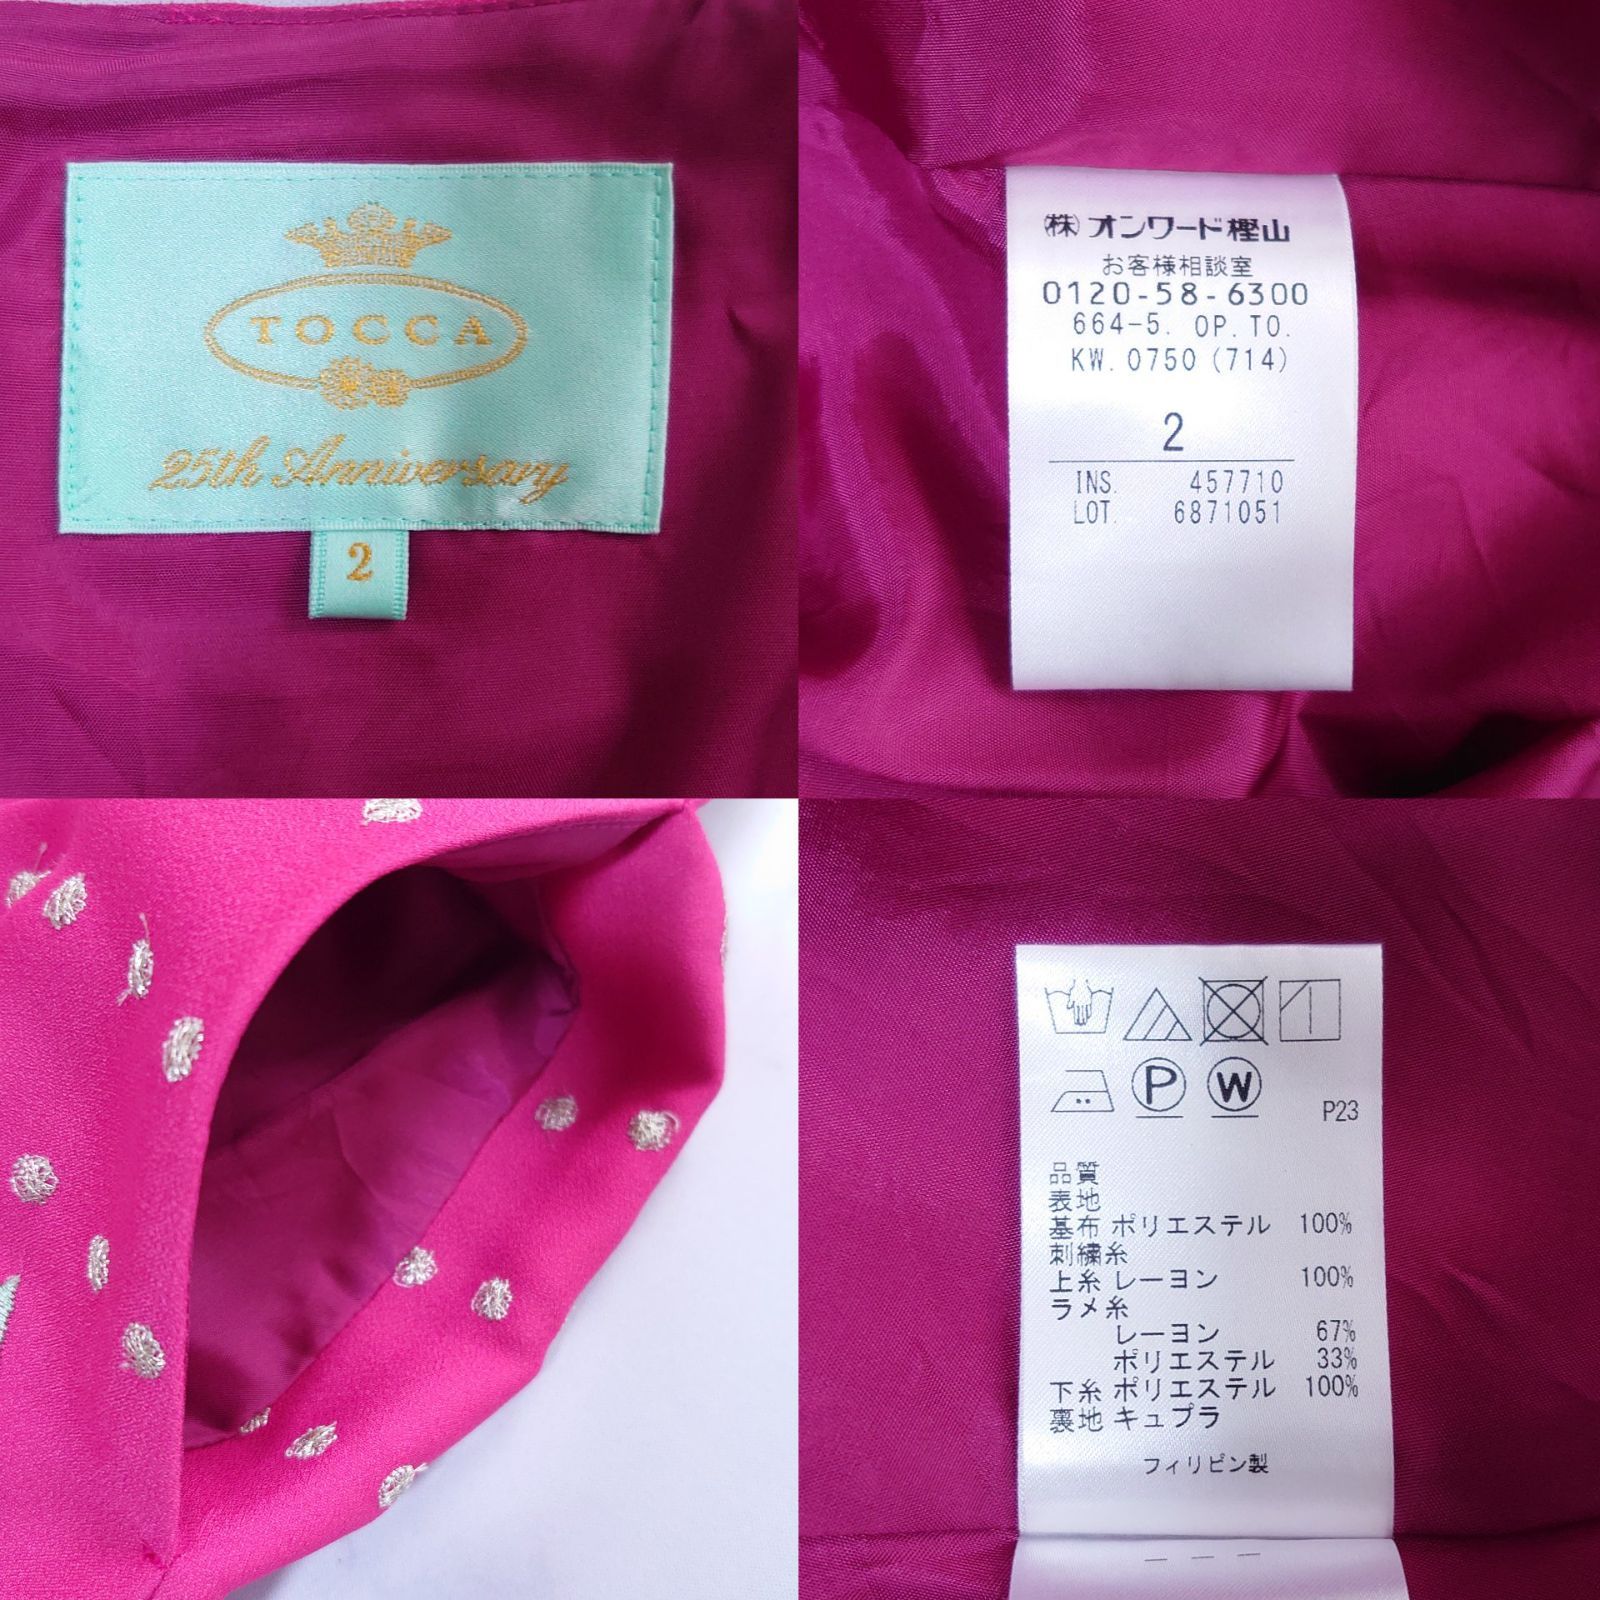 TOCCA
25th Anniversary
2
㈱オンワード樫山
お客様相談室
0120-58-6300
664-5. OP.TO.
KW.0750(714)
2
INS. 457710
LOT. 6871051
P W
P23
品質
表地
基布 ポリエステル 100%
刺繍糸
上糸 レーヨン 100%
ラメ糸
レーヨン 67%
ポリエステル 33%
下糸 ポリエステル 100%
裏地 キュプラ
フィリピン製